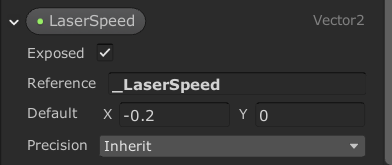 LaserSpeed Vector2
Exposed
Reference _LaserSpeed
Default X -0.2 Y 0
Precision Inherit